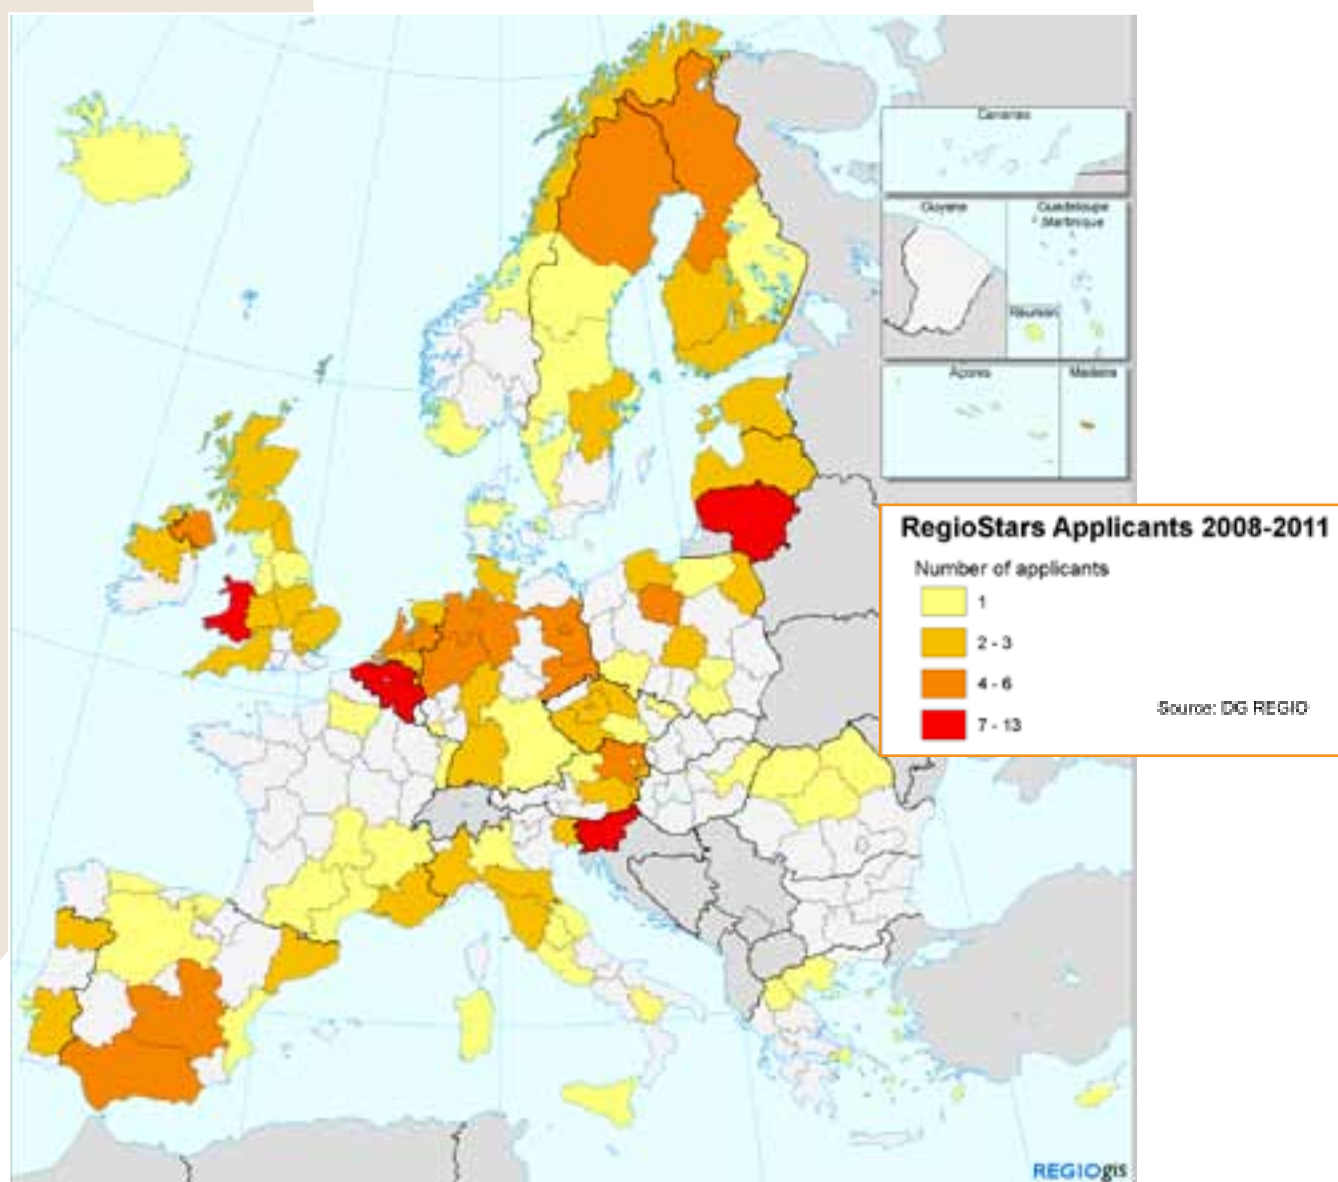 Canarias
Guyane
Guadeloupe
Martinique
Réunion
Açores
Madeira
RegioStars Applicants 2008-2011
Number of applicants
1
2 - 3
4 - 6
7 - 13
Source: DG REGIO
REGIOgis